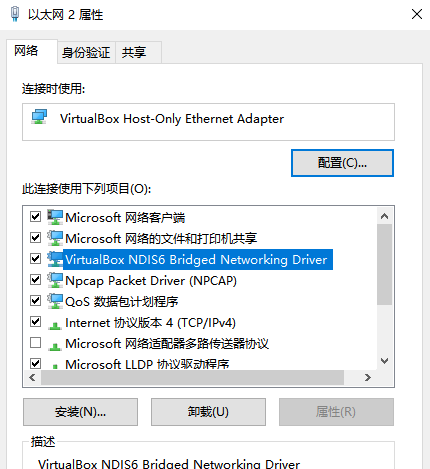 以太网 2 属性
网络 身份验证 共享
连接时使用:
VirtualBox Host-Only Ethernet Adapter
配置(C)...
此连接使用下列项目(O):
Microsoft 网络客户端
Microsoft 网络的文件和打印机共享
VirtualBox NDIS6 Bridged Networking Driver
Npcap Packet Driver (NPCAP)
QoS 数据包计划程序
Internet 协议版本 4 (TCP/IPv4)
Microsoft 网络适配器多路传送器协议
Microsoft LLDP 协议驱动程序
安装(N)... 卸载(U) 属性(R)
描述
VirtualBox NDIS6 Bridged Networking Driver